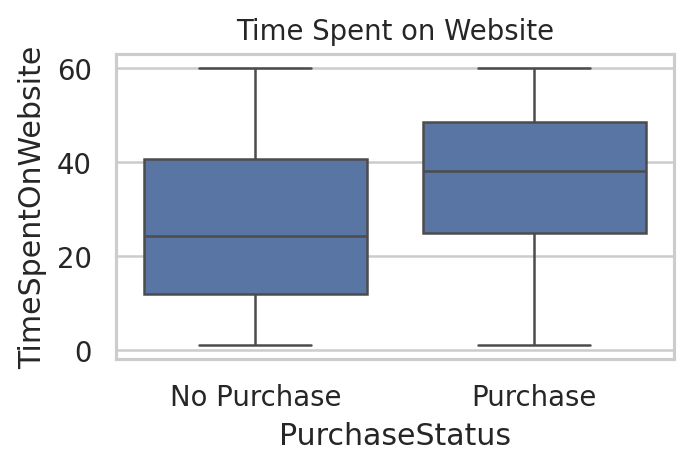 Time Spent on Website
TimeSpentOnWebsite
60
40
20
0
No Purchase
Purchase
PurchaseStatus